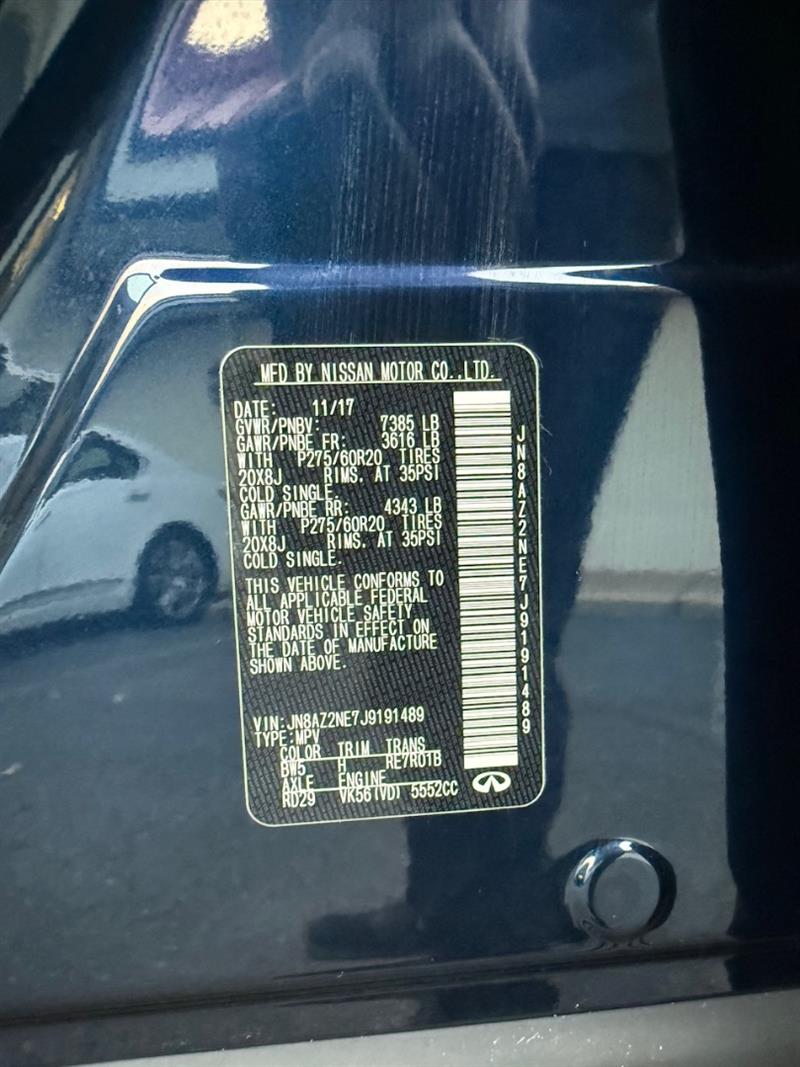 MFD BY NISSAN MOTOR CO.,LTD.
DATE: 11/17
GVWR/PNBV: 7385 LB
GAWR/PNBE FR: 3616 LB
WITH P275/60R20 TIRES
20X8J RIMS. AT 35PSI
COLD SINGLE.
GAWR/PNBE RR: 4343 LB
WITH P275/60R20 TIRES
20X8J RIMS. AT 35PSI
COLD SINGLE.
THIS VEHICLE CONFORMS TO
ALL APPLICABLE FEDERAL
MOTOR VEHICLE SAFETY
STANDARDS IN EFFECT ON
THE DATE OF MANUFACTURE
SHOWN ABOVE.
VIN:JN8AZ2NE7J9191489
TYPE:MPV
COLOR TRIM TRANS
BW5 H RE7R01B
AXLE ENGINE
RD29 VK56(VD) 5552CC
JN8AZ2NE7J9191489